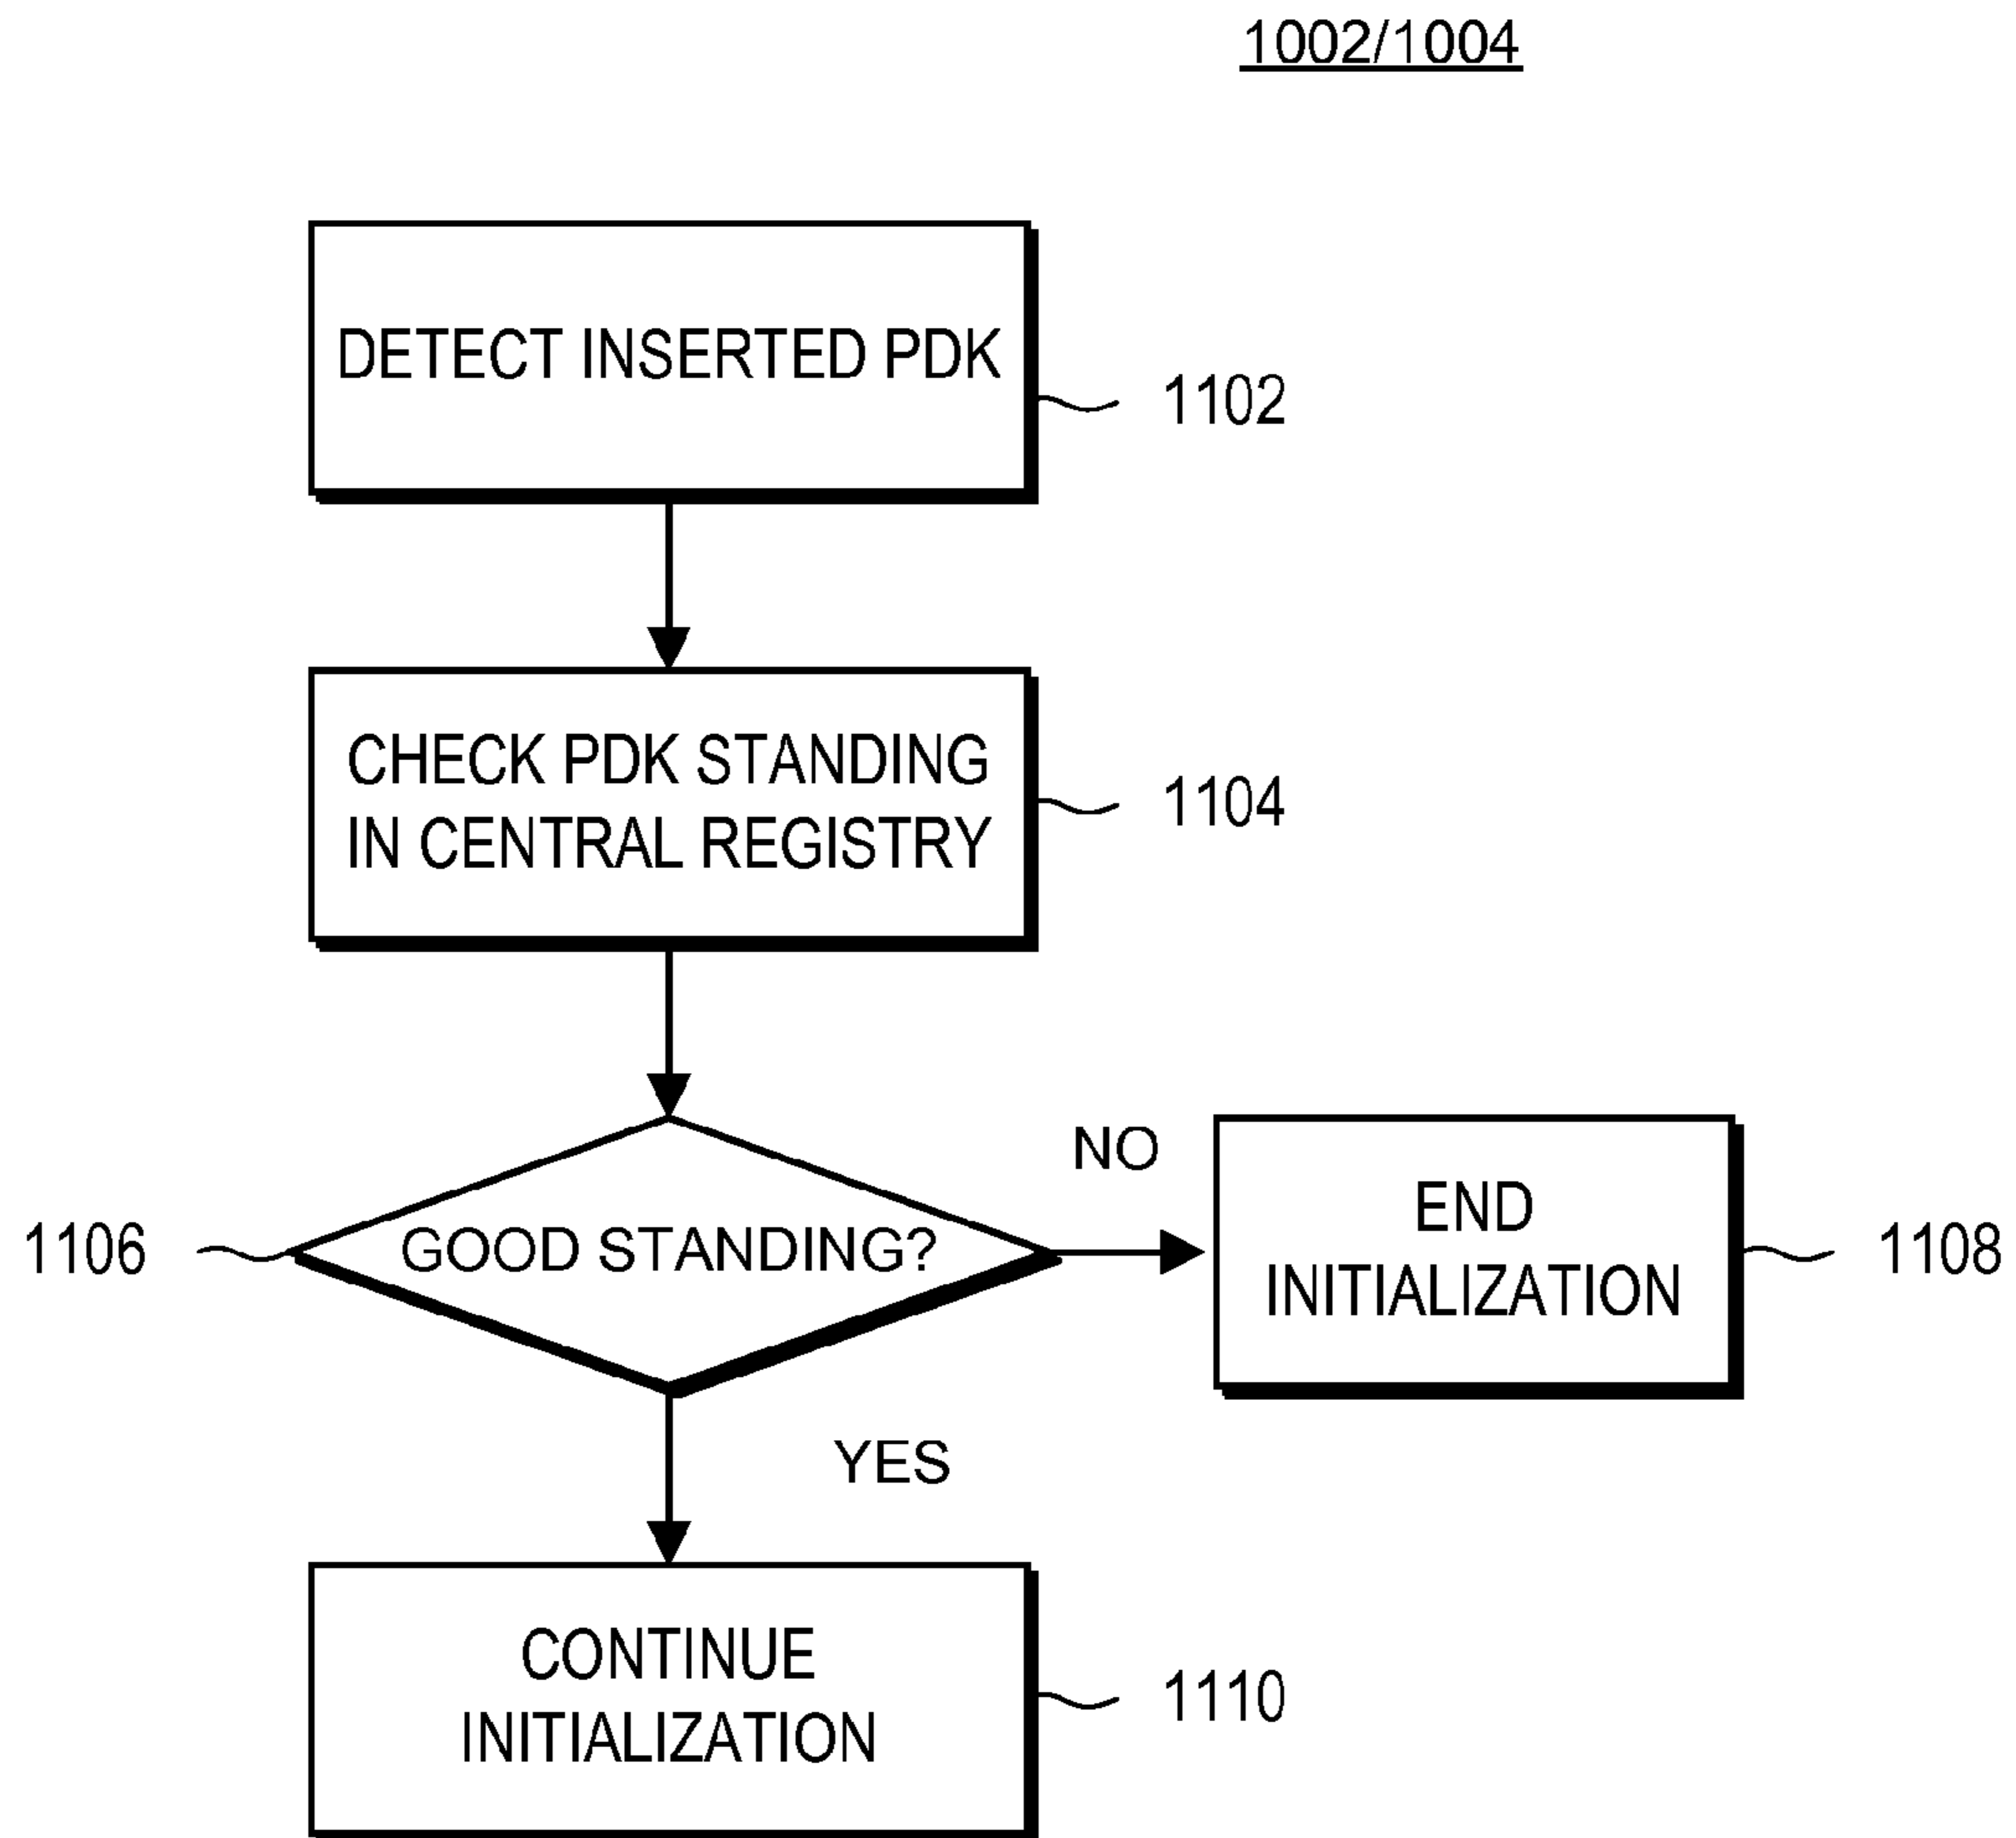 1002/1004
DETECT INSERTED PDK
1102
CHECK PDK STANDING
IN CENTRAL REGISTRY
1104
1106
GOOD STANDING?
NO
END
INITIALIZATION
1108
YES
CONTINUE
INITIALIZATION
1110